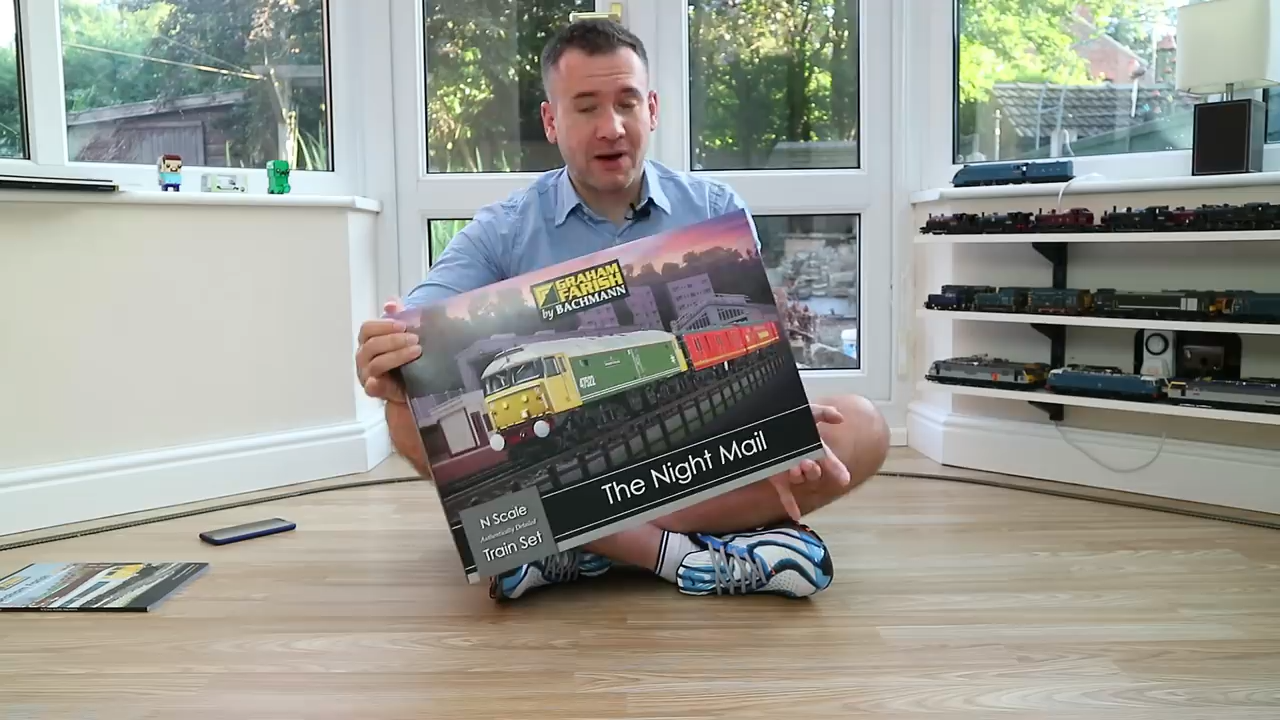 GRAHAM
FARISH
by BACHMANN
47522
The Night Mail
N Scale
Authentically Detailed
Train Set